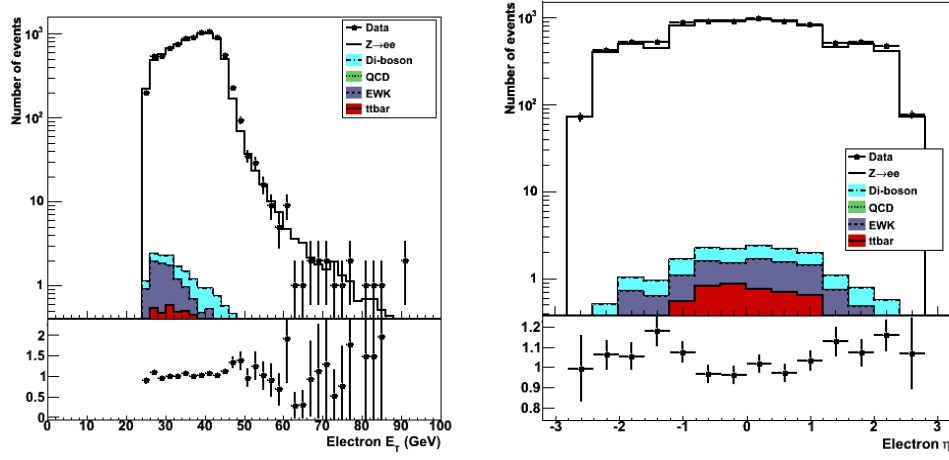 Number of events
10³
10²
10
1
Data
Z→ee
Di-boson
QCD
EWK
ttbar
2
1.5
1
0.5
0
0 10 20 30 40 50 60 70 80 90 100
Electron E_T (GeV)
Number of events
10³
10²
10
1
Data
Z→ee
Di-boson
QCD
EWK
ttbar
1.2
1.1
1.0
0.9
0.8
-3 -2 -1 0 1 2 3
Electron η